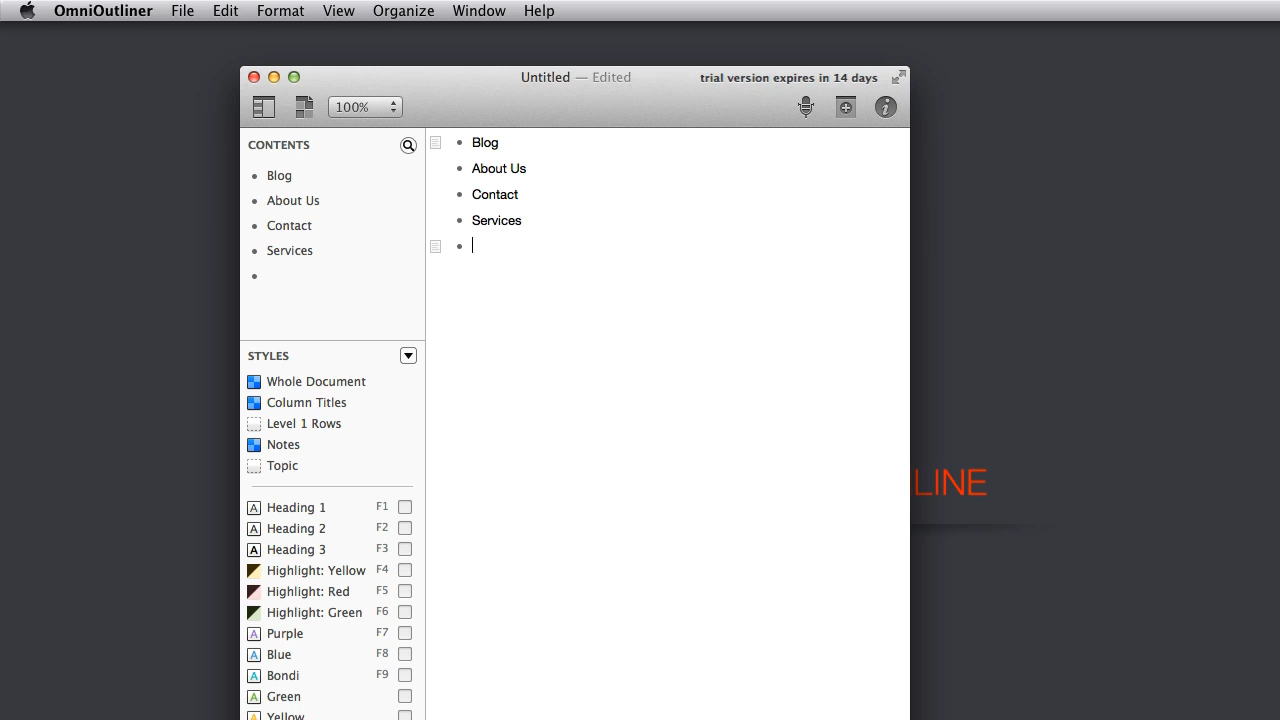 OmniOutliner File Edit Format View Organize Window Help
Untitled — Edited
trial version expires in 14 days
100%
CONTENTS
Blog
About Us
Contact
Services
Blog
About Us
Contact
Services
STYLES
Whole Document
Column Titles
Level 1 Rows
Notes
Topic
Heading 1 F1
Heading 2 F2
Heading 3 F3
Highlight: Yellow F4
Highlight: Red F5
Highlight: Green F6
Purple F7
Blue F8
Bondi F9
Green
Yellow
LINE